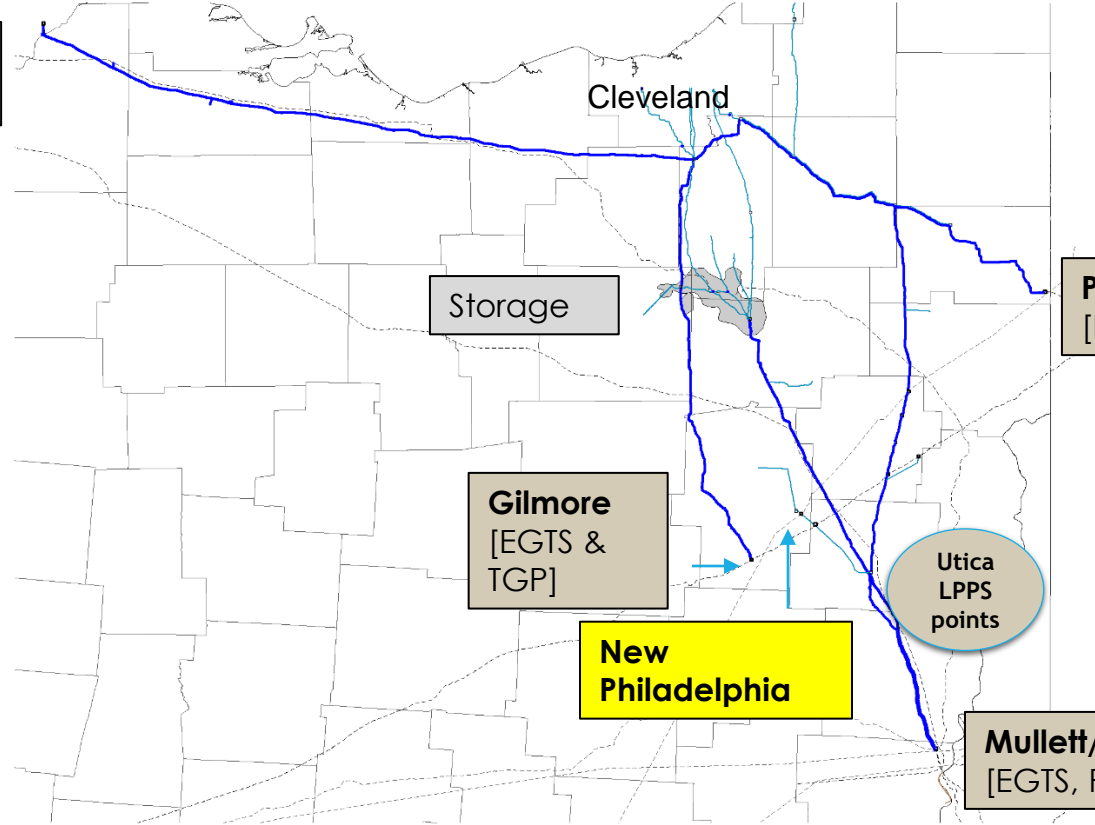 Cleveland
Storage
P
[
Gilmore
[EGTS &
TGP]
Utica
LPPS
points
New
Philadelphia
Mullett/
[EGTS,